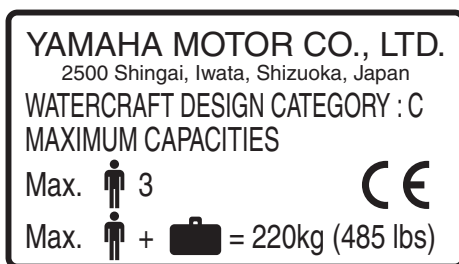 YAMAHA MOTOR CO., LTD.
2500 Shingai, Iwata, Shizuoka, Japan
WATERCRAFT DESIGN CATEGORY : C
MAXIMUM CAPACITIES
Max. 3
CE
Max. + = 220kg (485 lbs)